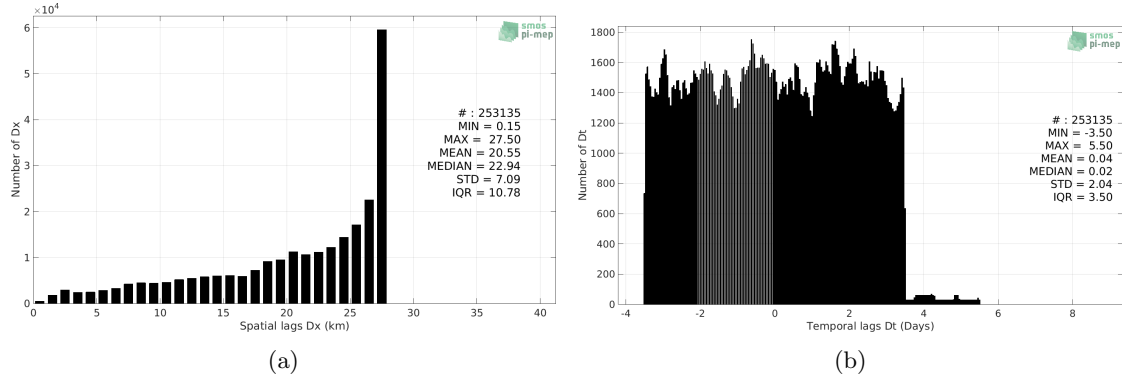 6
×10⁴
5
4
3
2
1
0
Number of Dx
smos
pi-mep
# : 253135
MIN = 0.15
MAX = 27.50
MEAN = 20.55
MEDIAN = 22.94
STD = 7.09
IQR = 10.78
0 5 10 15 20 25 30 35 40
Spatial lags Dx (km)
(a)
1800
1600
1400
1200
1000
800
600
400
200
0
Number of Dt
smos
pi-mep
# : 253135
MIN = -3.50
MAX = 5.50
MEAN = 0.04
MEDIAN = 0.02
STD = 2.04
IQR = 3.50
-4 -2 0 2 4 6 8
Temporal lags Dt (Days)
(b)